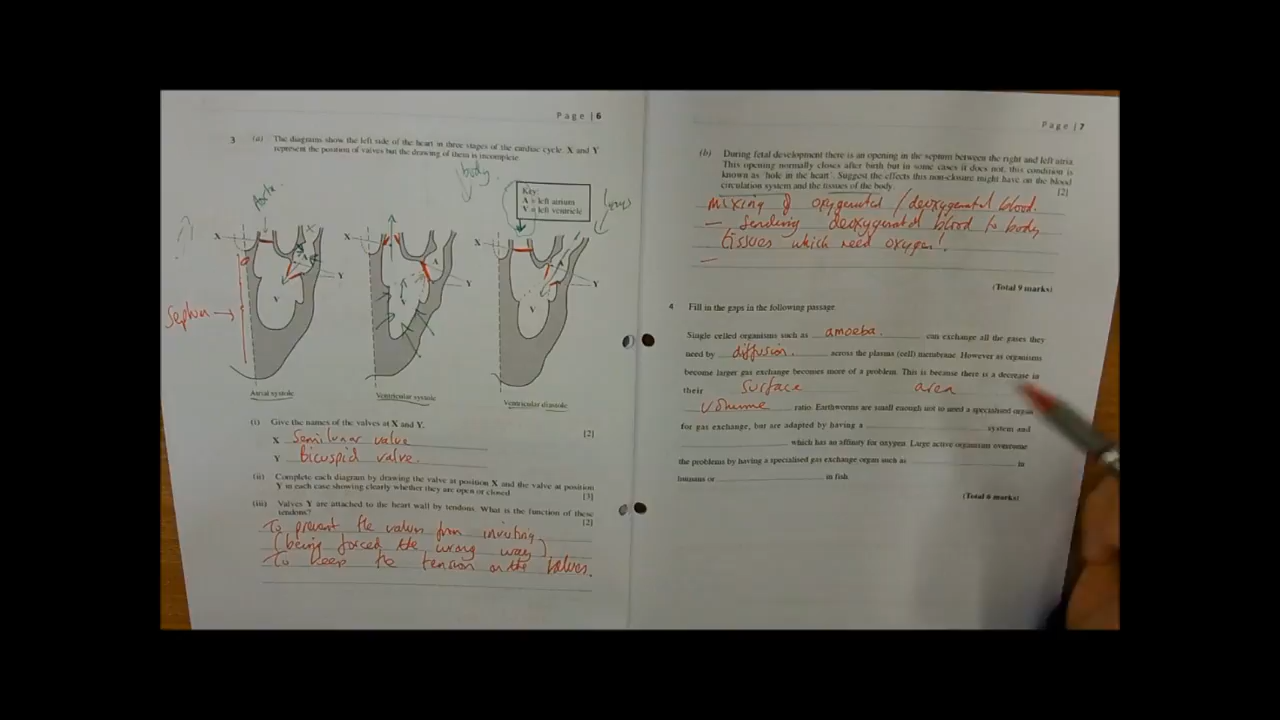 Page | 6
3 (a) The diagrams show the left side of the heart in three stages of the cardiac cycle. X and Y
represent the position of valves but the drawing of them is incomplete.
body
Aorta
Key:
A = left atrium
V = left ventricle
X
X
X
X
A
A
A
Y
Y
Y
V
V
Septum
Atrial systole
Ventricular systole
Ventricular diastole
(i) Give the names of the valves at X and Y.
[2]
X Semilunar valve
Y bicuspid valve.
(ii) Complete each diagram by drawing the valve at position X and the valve at position
Y in each case showing clearly whether they are open or closed.
[3]
(iii) Valves Y are attached to the heart wall by tendons. What is the function of these
tendons?
[2]
To prevent the valves from inverting
(being forced the wrong way)
To keep the tension on the valves.
Page | 7
(b) During fetal development there is an opening in the septum between the right and left atria.
This opening normally closes after birth but in some cases it does not, this condition is
known as 'hole in the heart'. Suggest the effects this non-closure might have on the blood
circulation system and the tissues of the body.
[2]
Mixing of oxygenated / deoxygenated blood.
– sending deoxygenated blood to body
tissues which need oxygen!
–
(Total 9 marks)
4 Fill in the gaps in the following passage.
Single celled organisms such as amoeba. can exchange all the gases they
need by diffusion. across the plasma (cell) membrane. However as organisms
become larger gas exchange becomes more of a problem. This is because there is a decrease in
their surface area
volume ratio. Earthworms are small enough not to need a specialised organ
for gas exchange, but are adapted by having a system and
which has an affinity for oxygen. Large active organism overcome
the problems by having a specialised gas exchange organ such as in
humans or in fish.
(Total 6 marks)